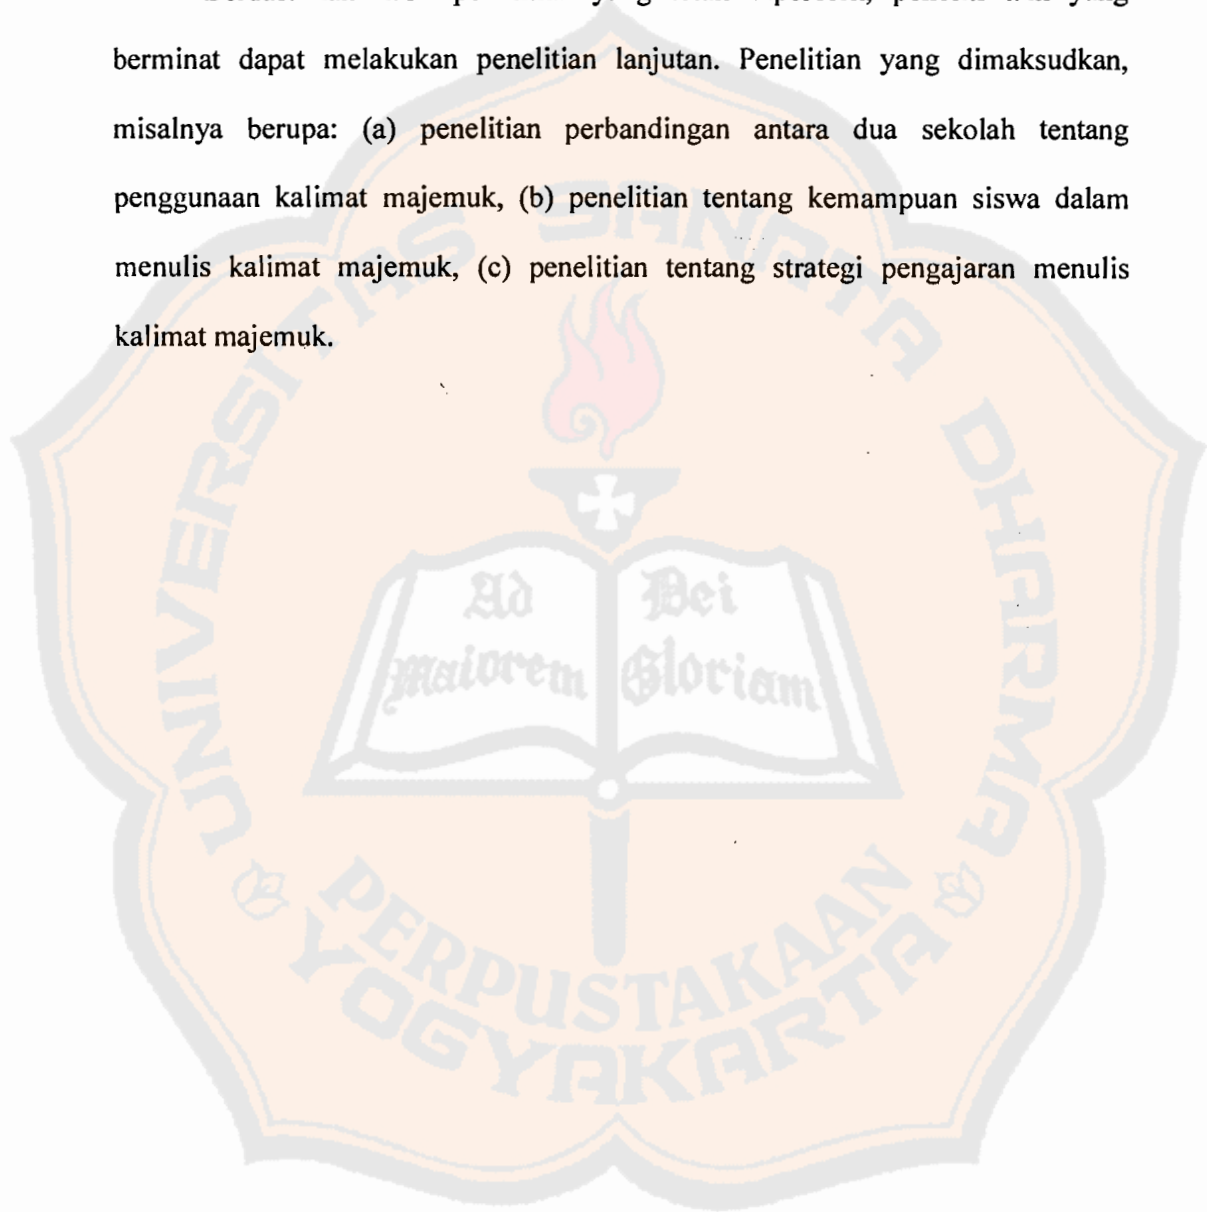 berminat dapat melakukan penelitian lanjutan. Penelitian yang dimaksudkan,
misalnya berupa: (a) penelitian perbandingan antara dua sekolah tentang
penggunaan kalimat majemuk, (b) penelitian tentang kemampuan siswa dalam
menulis kalimat majemuk, (c) penelitian tentang strategi pengajaran menulis
kalimat majemuk.
UNIVERSITAS SANATA DHARMA
Ad Dei
maiorem Gloriam
PERPUSTAKAAN
YOGYAKARTA